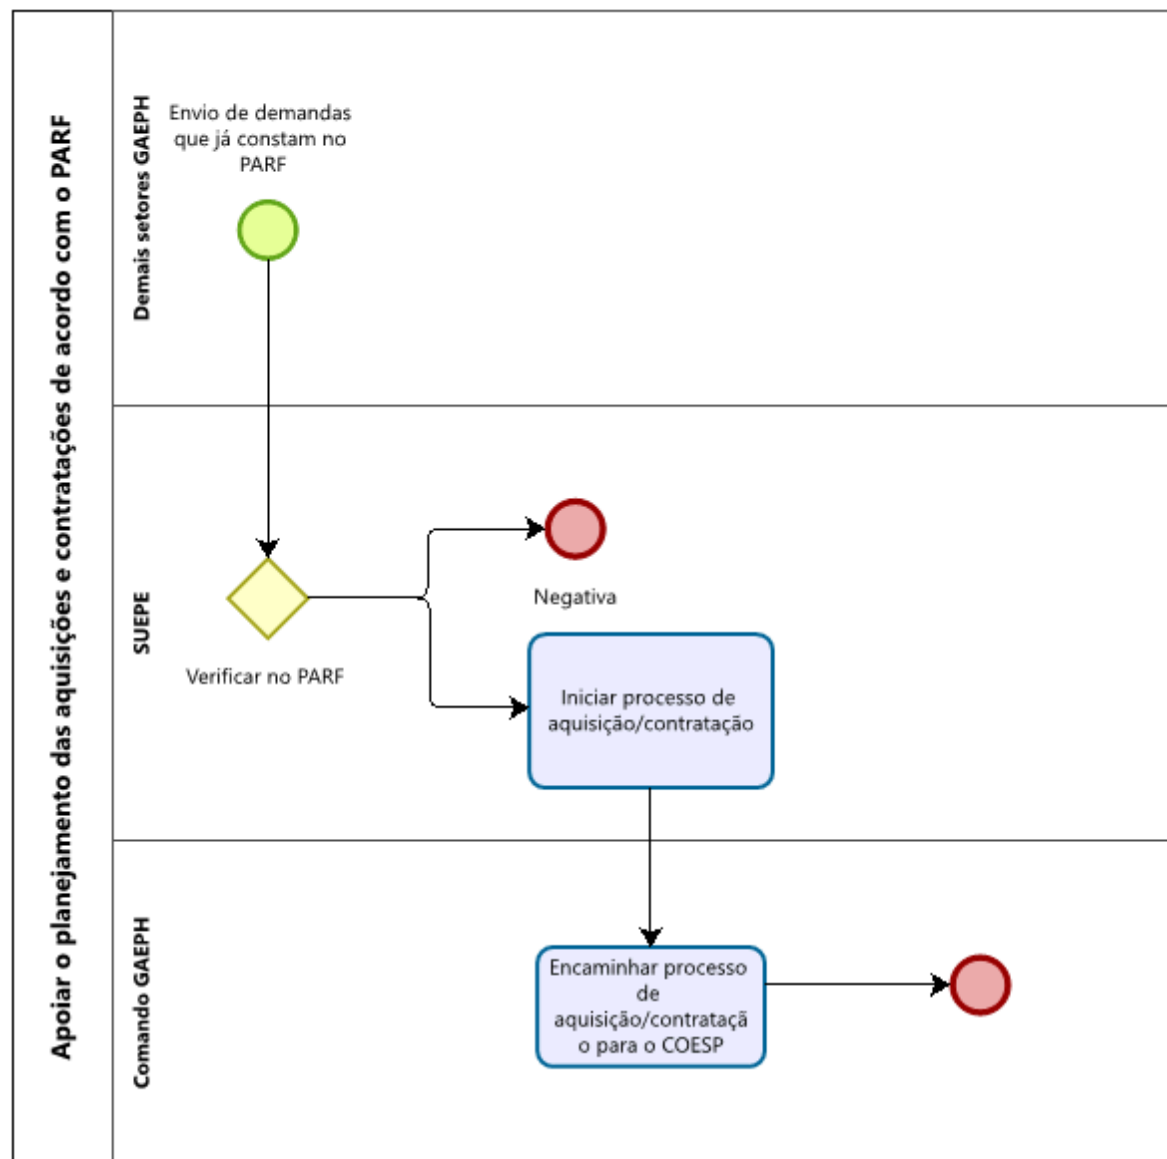 Apoiar o planejamento das aquisições e contratações de acordo com o PARF
Demais setores GAEPH
Envio de demandas
que já constam no
PARF
SUEPE
Verificar no PARF
Negativa
Iniciar processo de
aquisição/contratação
Comando GAEPH
Encaminhar processo
de
aquisição/contrataçã
o para o COESP